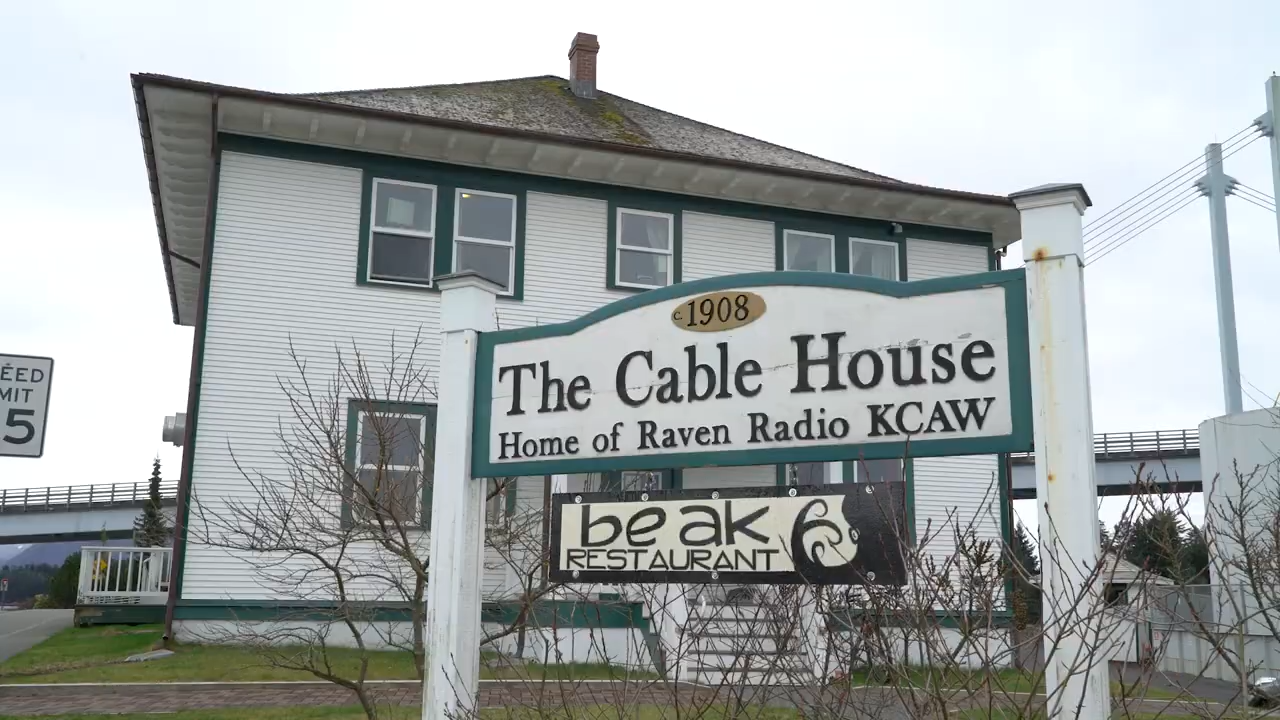 c. 1908
The Cable House
Home of Raven Radio KCAW
beak
RESTAURANT
EED
MIT
5